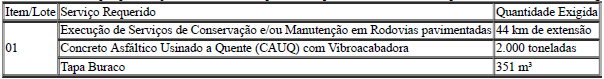 Item/Lote Serviço Requerido Quantidade Exigida
01
Execução de Serviços de Conservação e/ou Manutenção em Rodovias pavimentadas 44 km de extensão
Concreto Asfáltico Usinado a Quente (CAUQ) com Vibroacabadora 2.000 toneladas
Tapa Buraco 351 m³